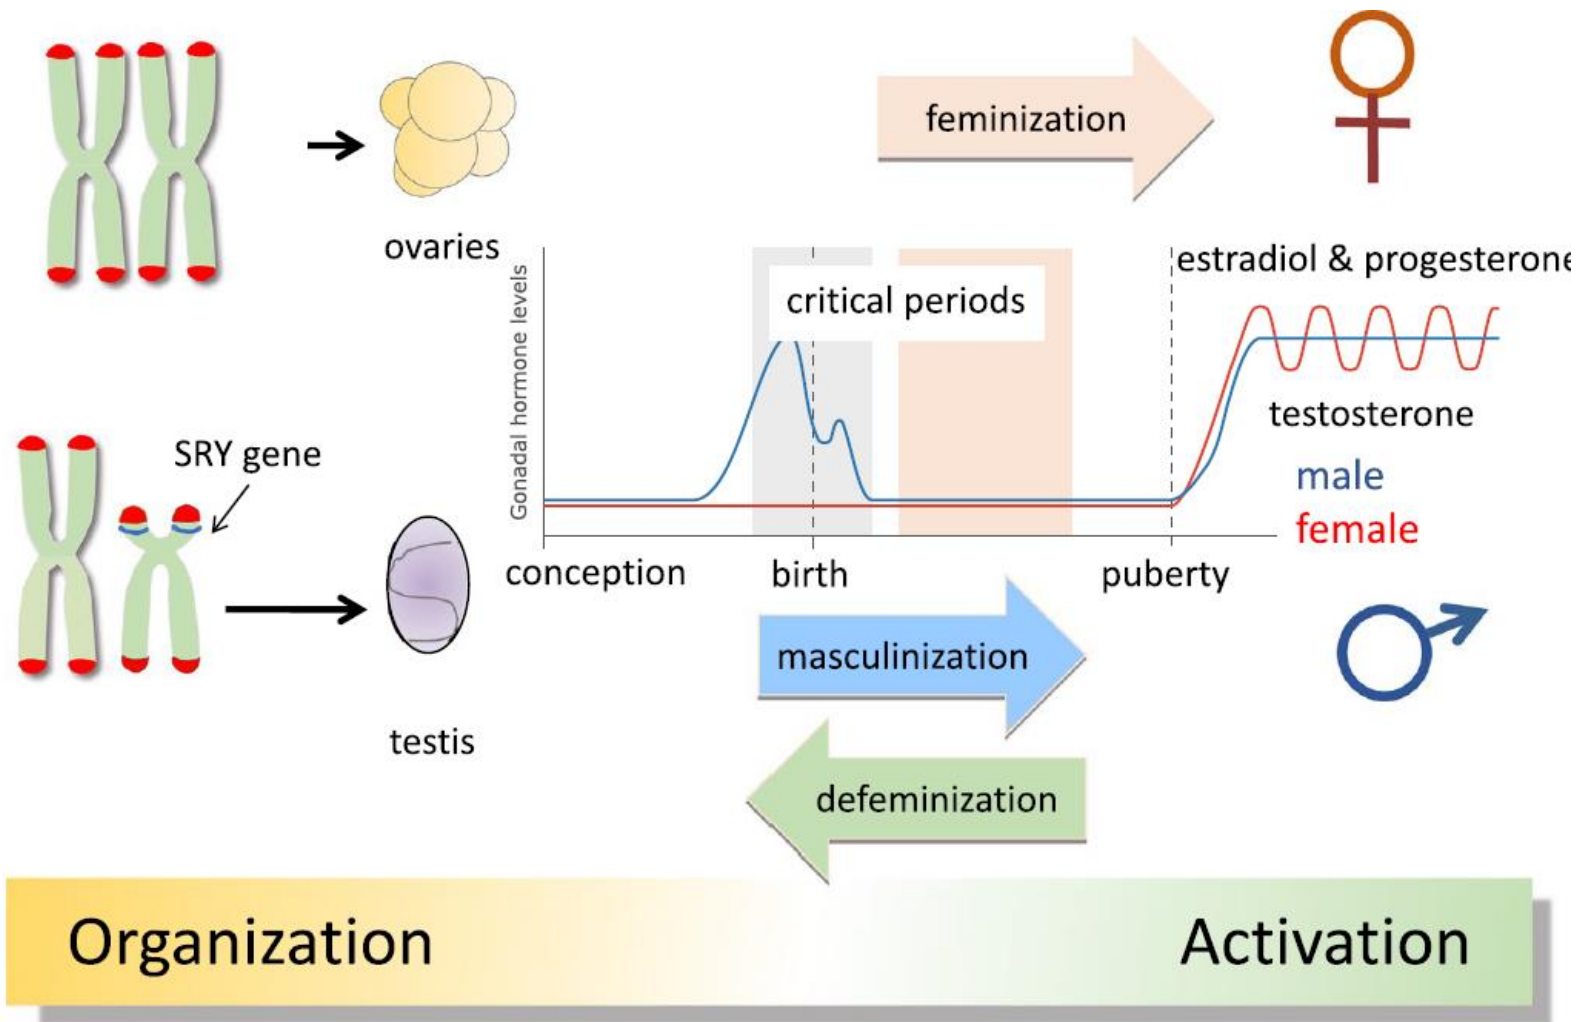 feminization
ovaries
estradiol & progesterone
Gonadal hormone levels
critical periods
testosterone
SRY gene
male
female
conception
birth
puberty
masculinization
testis
defeminization
Organization
Activation